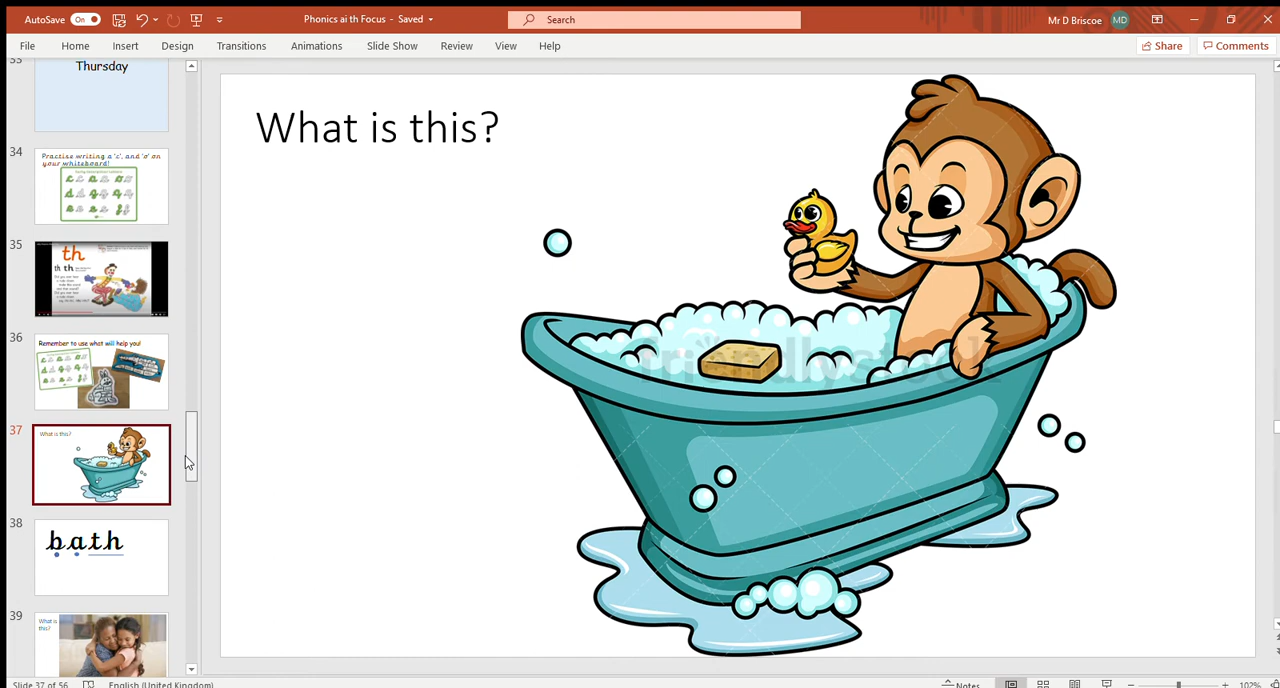 AutoSave On
Phonics ai th Focus - Saved
Search
Mr D Briscoe MD
File Home Insert Design Transitions Animations Slide Show Review View Help
Share Comments
33
Thursday
34
Practise writing a 'c', and 'o' on
your whiteboard!
35
th
th th
36
Remember to use what will help you!
37
What is this?
38
bath
39
What is
this?
What is this?
Slide 37 of 56 English (United Kingdom) Notes 102%